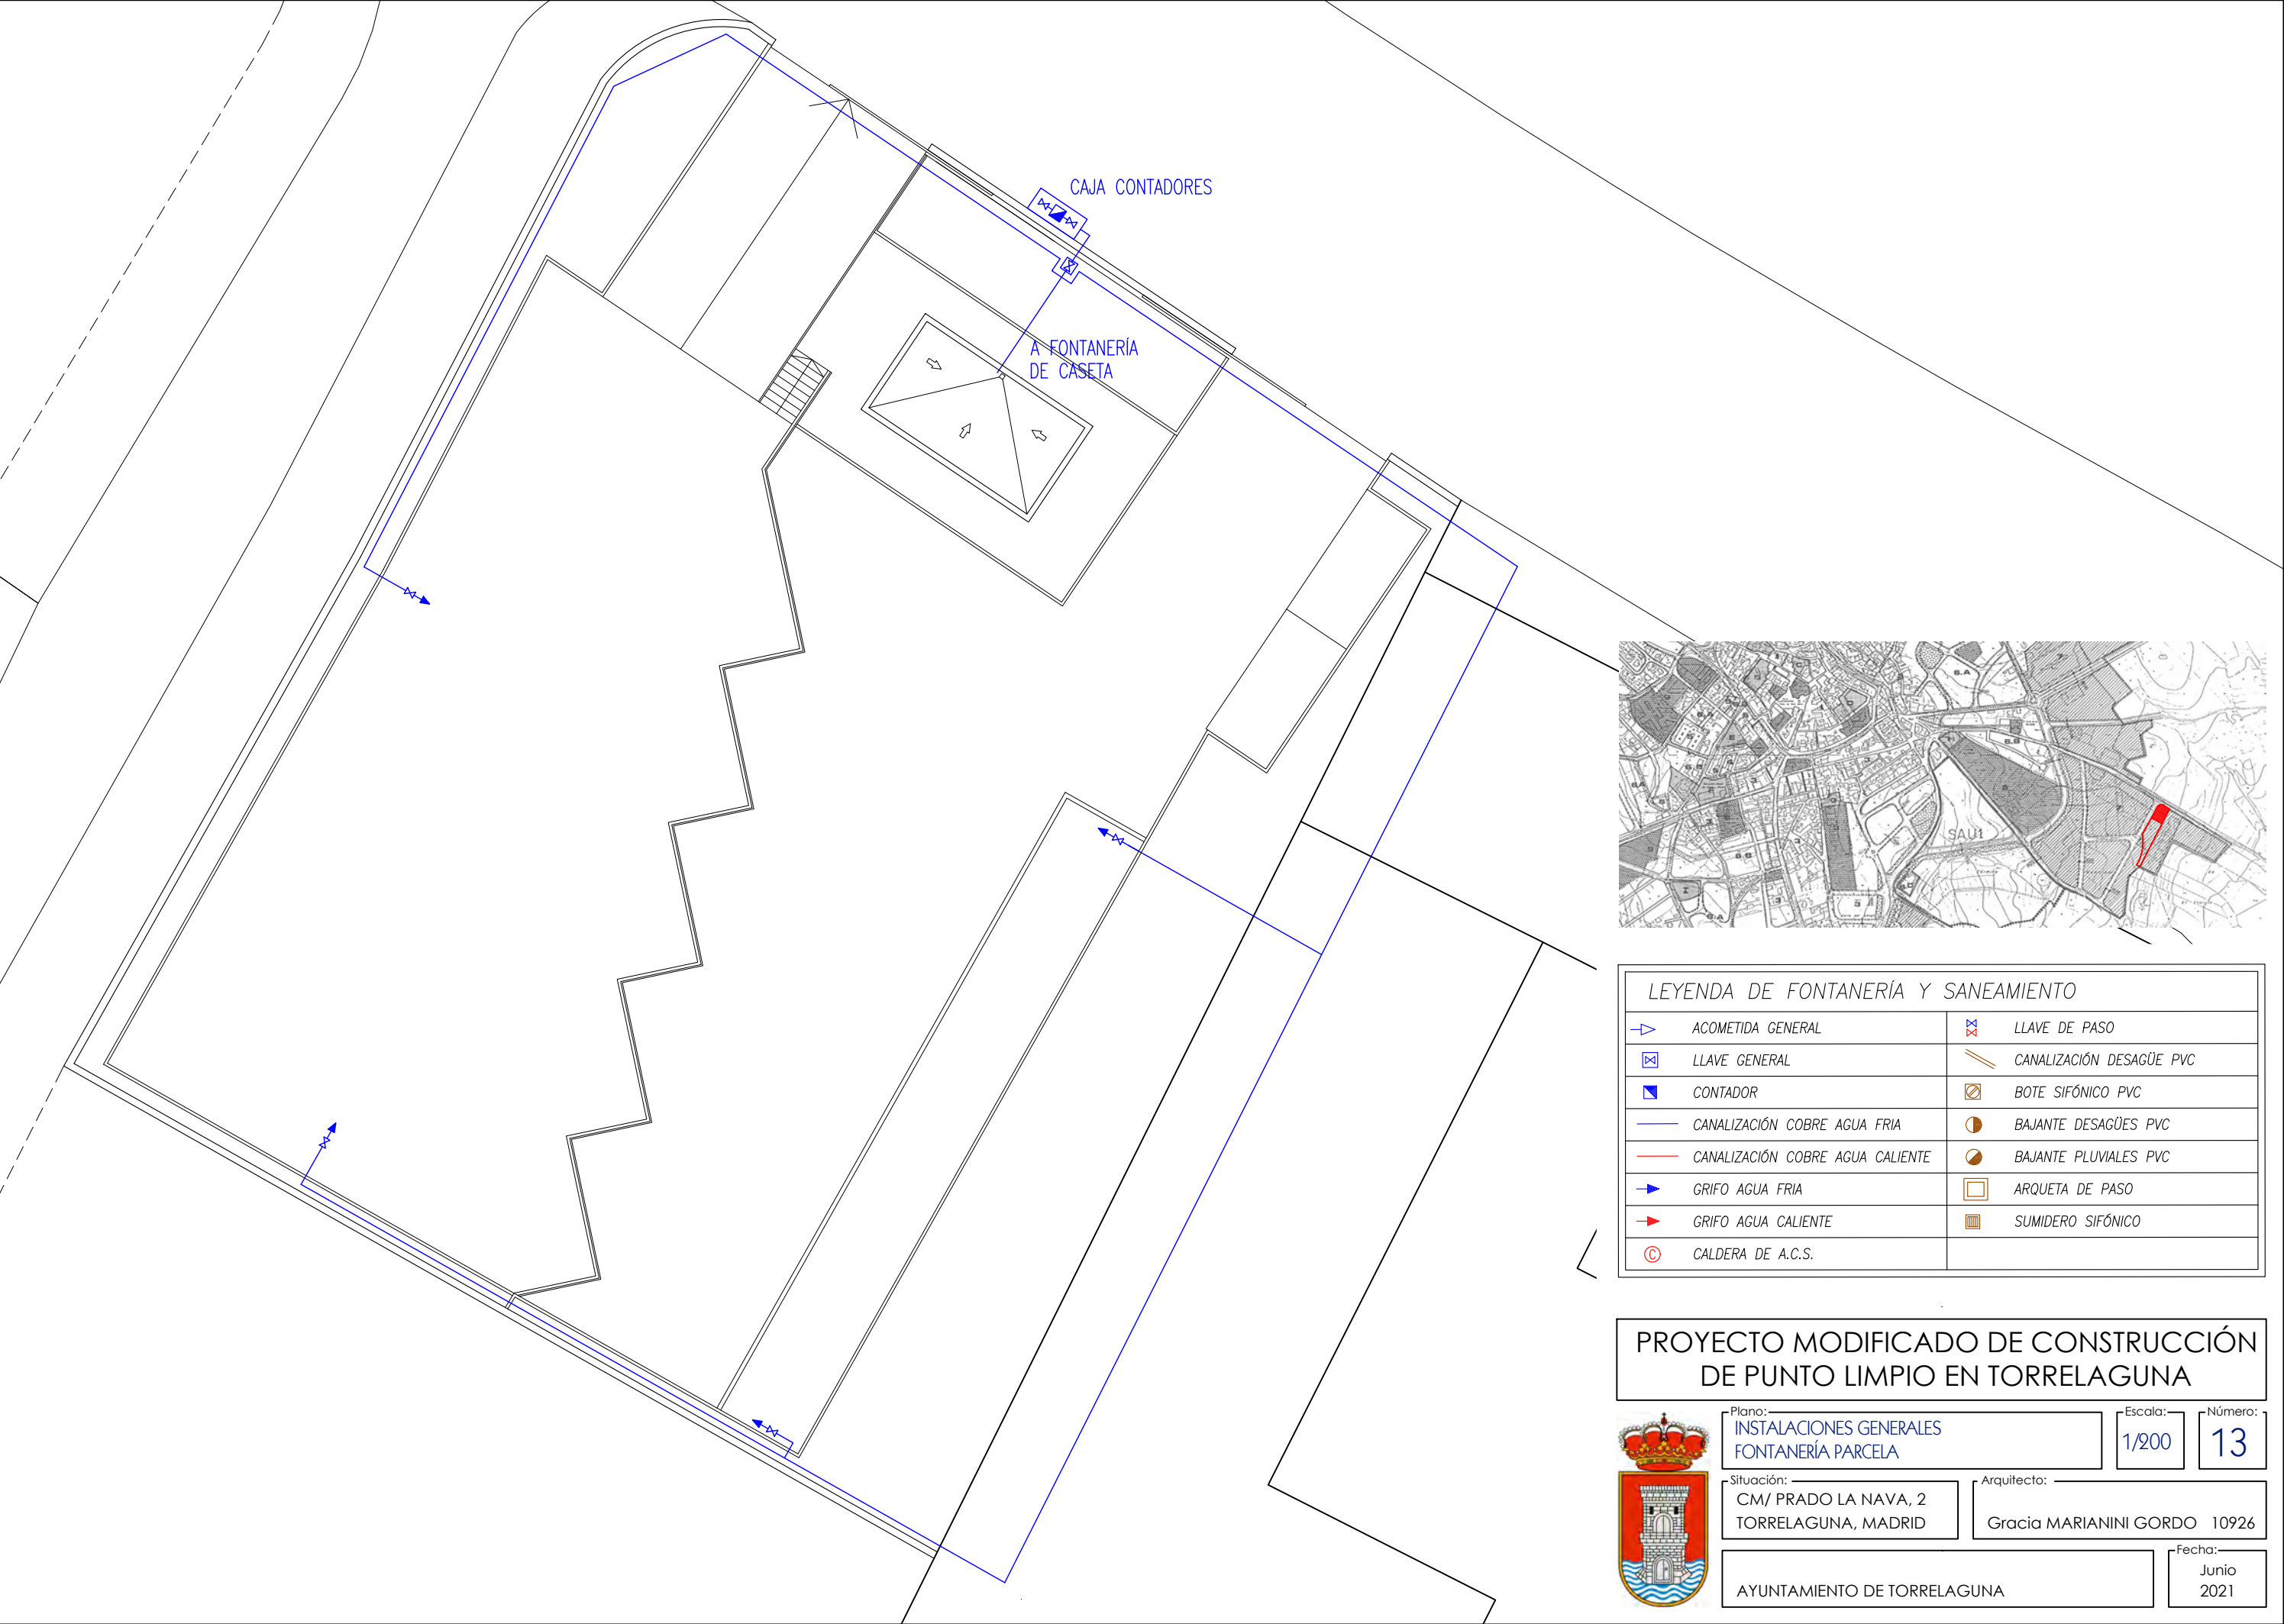 CAJA CONTADORES
A FONTANERÍA
DE CASETA
SAU1
LEYENDA DE FONTANERÍA Y SANEAMIENTO
ACOMETIDA GENERAL
LLAVE DE PASO
LLAVE GENERAL
CANALIZACIÓN DESAGÜE PVC
CONTADOR
BOTE SIFÓNICO PVC
CANALIZACIÓN COBRE AGUA FRIA
BAJANTE DESAGÜES PVC
CANALIZACIÓN COBRE AGUA CALIENTE
BAJANTE PLUVIALES PVC
GRIFO AGUA FRIA
ARQUETA DE PASO
GRIFO AGUA CALIENTE
SUMIDERO SIFÓNICO
C
CALDERA DE A.C.S.
PROYECTO MODIFICADO DE CONSTRUCCIÓN
DE PUNTO LIMPIO EN TORRELAGUNA
Plano:
INSTALACIONES GENERALES
FONTANERÍA PARCELA
Escala:
1/200
Número:
13
Situación:
CM/ PRADO LA NAVA, 2
TORRELAGUNA, MADRID
Arquitecto:
Gracia MARIANINI GORDO 10926
AYUNTAMIENTO DE TORRELAGUNA
Fecha:
Junio
2021